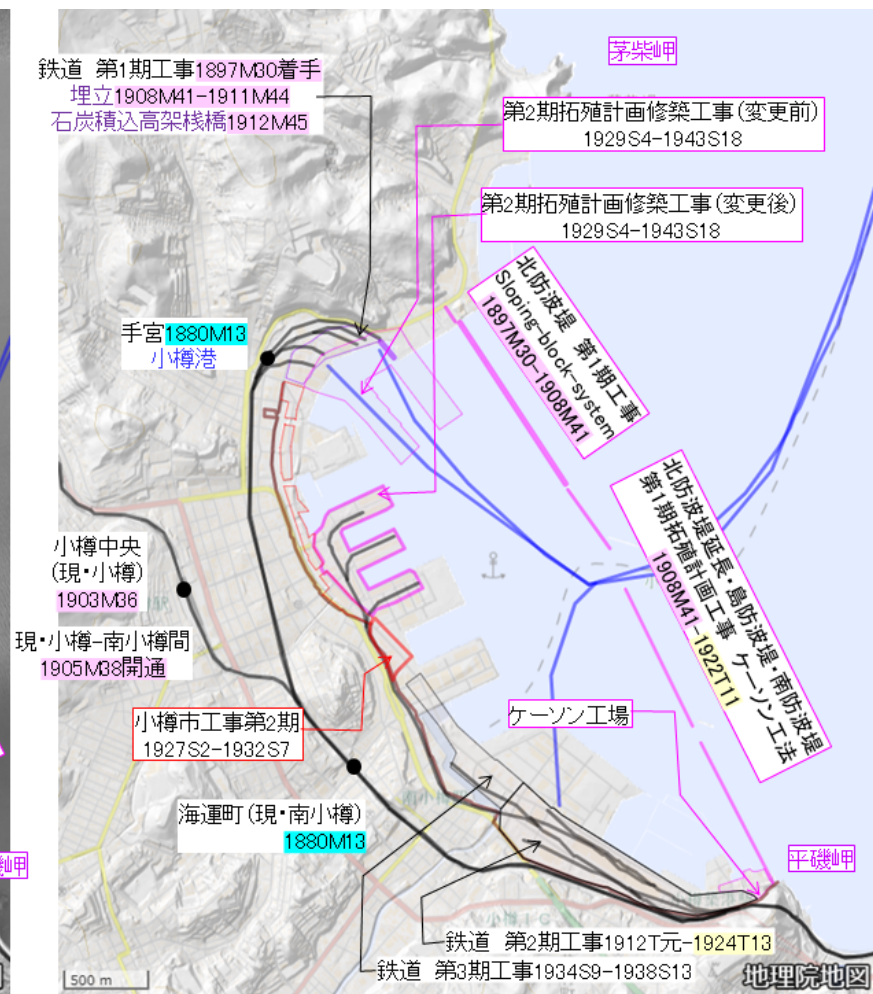 茅柴岬
鉄道 第1期工事1897M30着手
埋立1908M41-1911M44
石炭積込高架桟橋1912M45
第2期拓殖計画修築工事(変更前)
1929S4-1943S18
第2期拓殖計画修築工事(変更後)
1929S4-1943S18
北防波堤 第1期工事
Sloping-block-system
1897M30-1908M41
手宮1880M13
小樽港
北防波堤延長・島防波堤・南防波堤
第1期拓殖計画工事 ケーソン工法
1908M41-1922T11
小樽中央
(現・小樽)
1903M36
現・小樽-南小樽間
1905M38開通
小樽市工事第2期
1927S2-1932S7
ケーソン工場
海運町(現・南小樽)
1880M13
岬
平磯岬
鉄道 第2期工事1912T元-1924T13
鉄道 第3期工事1934S9-1938S13
500 m
地理院地図